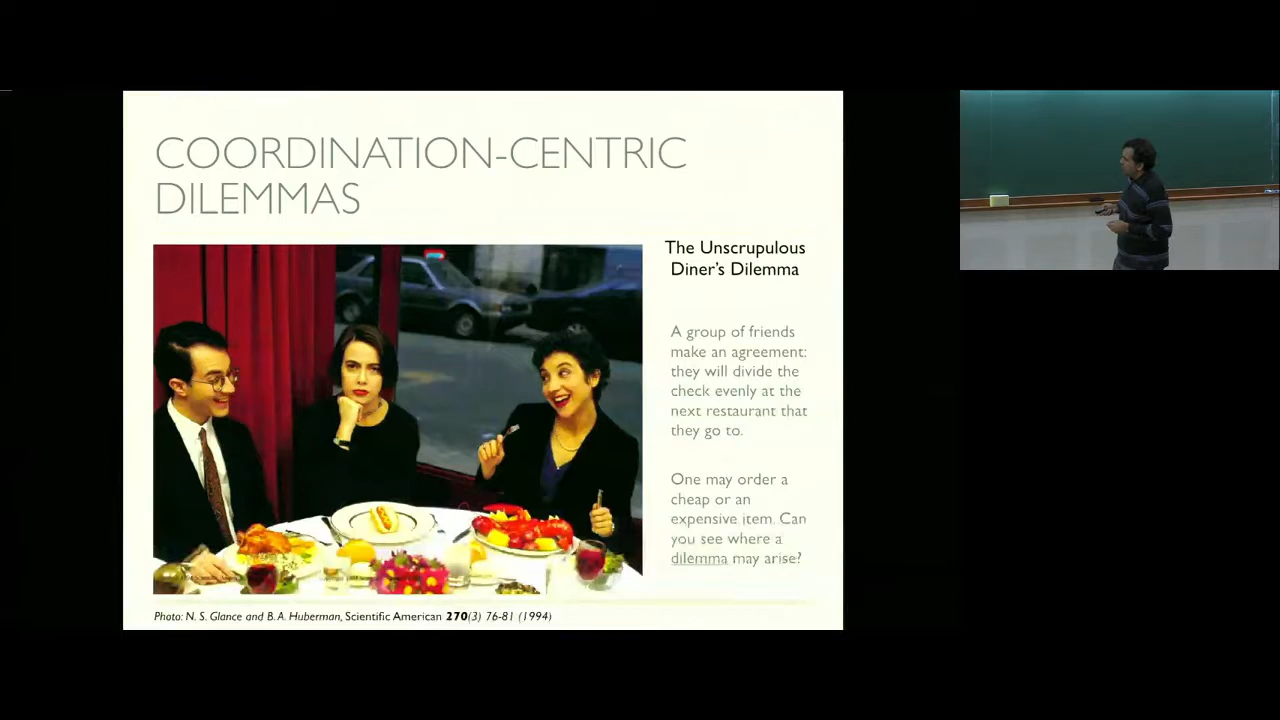 COORDINATION-CENTRIC
DILEMMAS
The Unscrupulous
Diner's Dilemma
A group of friends
make an agreement:
they will divide the
check evenly at the
next restaurant that
they go to.
One may order a
cheap or an
expensive item. Can
you see where a
dilemma may arise?
Photo: N. S. Glance and B. A. Huberman, Scientific American 270(3) 76-81 (1994)